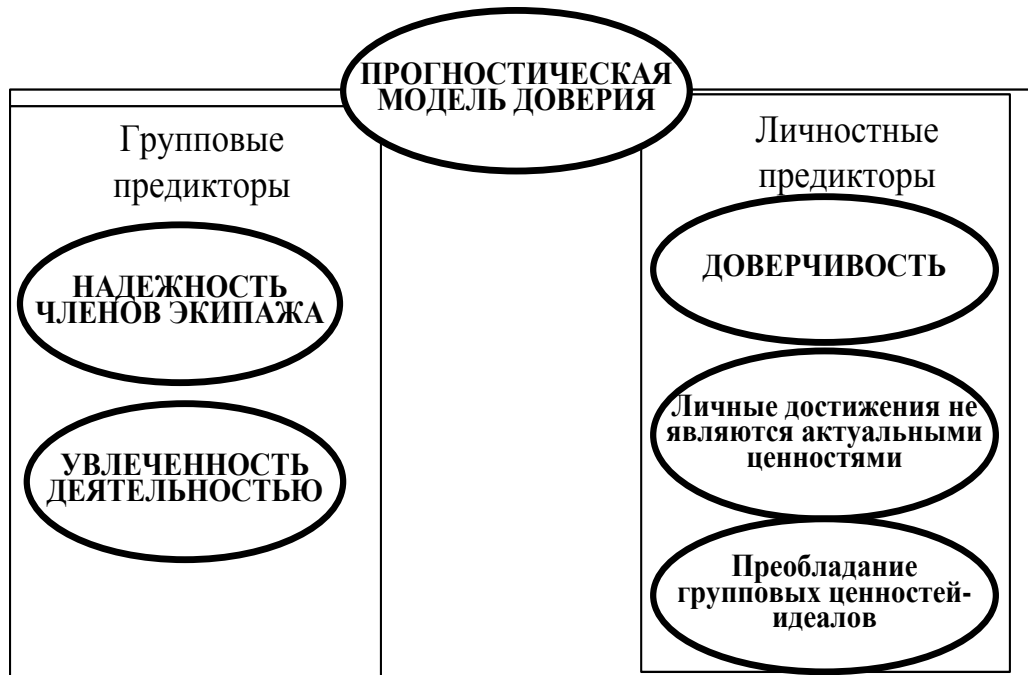 ПРОГНОСТИЧЕСКАЯ
МОДЕЛЬ ДОВЕРИЯ
Групповые
предикторы
НАДЕЖНОСТЬ
ЧЛЕНОВ ЭКИПАЖА
УВЛЕЧЕННОСТЬ
ДЕЯТЕЛЬНОСТЬЮ
Личностные
предикторы
ДОВЕРЧИВОСТЬ
Личные достижения не
являются актуальными
ценностями
Преобладание
групповых ценностей-
идеалов